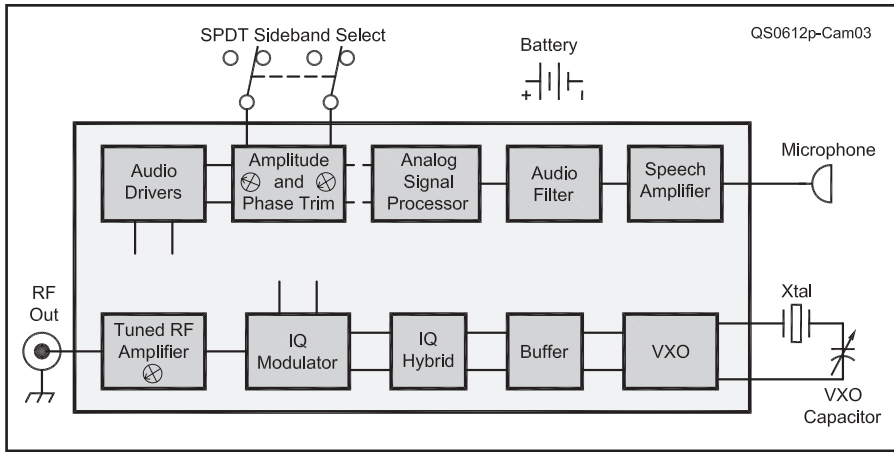 QS0612p-Cam03
SPDT Sideband Select
Battery
+ −
Microphone
Audio
Drivers
Amplitude
and
Phase Trim
Analog
Signal
Processor
Audio
Filter
Speech
Amplifier
RF
Out
Tuned RF
Amplifier
IQ
Modulator
IQ
Hybrid
Buffer
VXO
Xtal
VXO
Capacitor